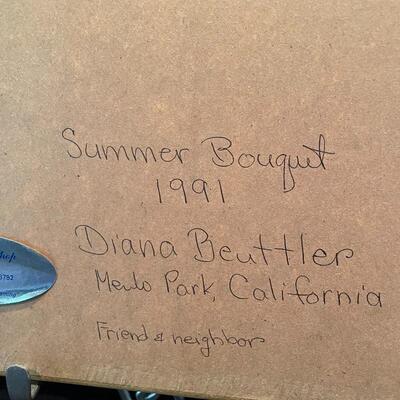 Summer Bouquet
1991
Diana Beuttler
Menlo Park, California
Friend & neighbor